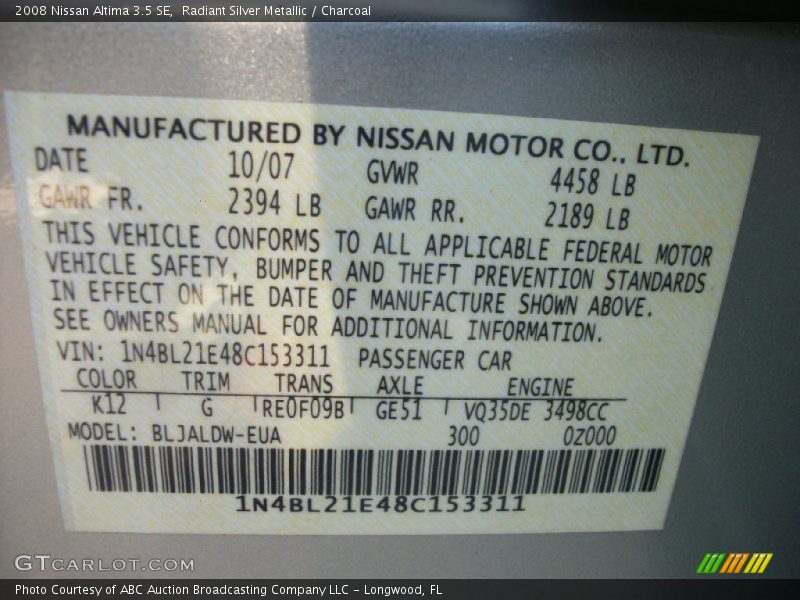 2008 Nissan Altima 3.5 SE, Radiant Silver Metallic / Charcoal
MANUFACTURED BY NISSAN MOTOR CO., LTD.
DATE 10/07 GVWR 4458 LB
GAWR FR. 2394 LB GAWR RR. 2189 LB
THIS VEHICLE CONFORMS TO ALL APPLICABLE FEDERAL MOTOR
VEHICLE SAFETY, BUMPER AND THEFT PREVENTION STANDARDS
IN EFFECT ON THE DATE OF MANUFACTURE SHOWN ABOVE.
SEE OWNERS MANUAL FOR ADDITIONAL INFORMATION.
VIN: 1N4BL21E48C153311 PASSENGER CAR
COLOR TRIM TRANS AXLE ENGINE
K12 G RE0F09B GE51 VQ35DE 3498CC
MODEL: BLJALDW-EUA 300 0Z000
1N4BL21E48C153311
GTCARLOT.COM
Photo Courtesy of ABC Auction Broadcasting Company LLC - Longwood, FL